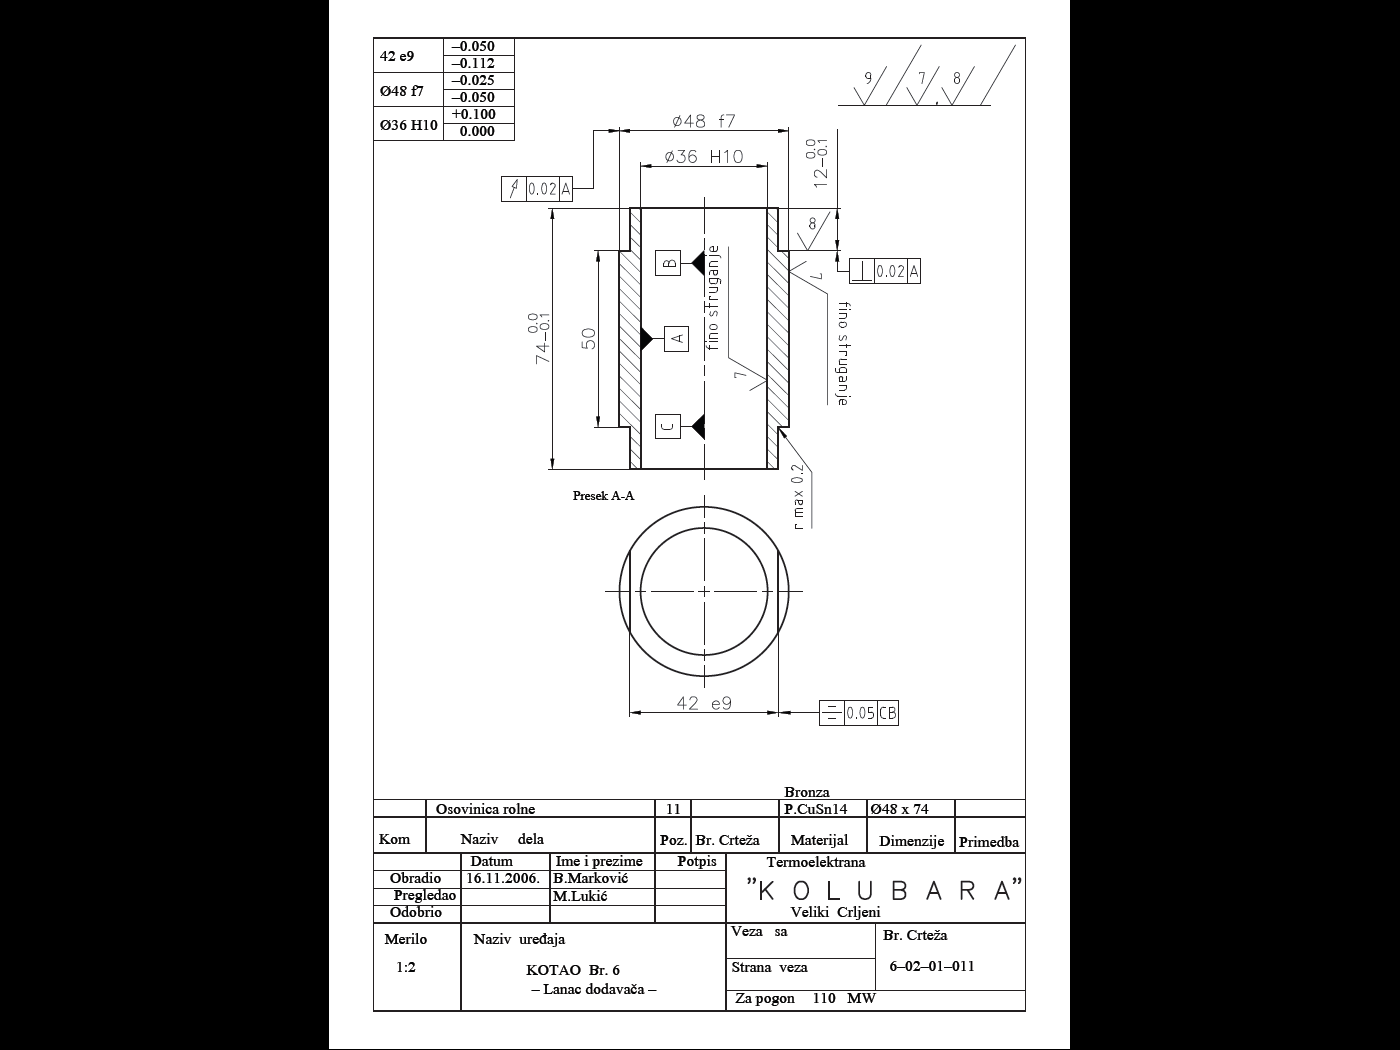 42 e9 –0.050
–0.112
Ø48 f7 –0.025
–0.050
Ø36 H10 +0.100
0.000
9 7 , 8
ø48 f7
ø36 H10
12 0.0 -0.1
0.02 A
8
B
0.02 A
7
fino struganje
fino struganje
74 0.0 -0.1
50
A
7
C
r max 0.2
Presek A-A
42 e9
0.05 CB
Bronza
Osovinica rolne 11 P.CuSn14 Ø48 x 74
Kom Naziv dela Poz. Br. Crteža Materijal Dimenzije Primedba
Datum Ime i prezime Potpis Termoelektrana
Obradio 16.11.2006. B.Marković
Pregledao M.Lukić
"K O L U B A R A"
Odobrio Veliki Crljeni
Merilo Naziv uređaja Veza sa Br. Crteža
1:2 KOTAO Br. 6 Strana veza 6–02–01–011
– Lanac dodavača –
Za pogon 110 MW